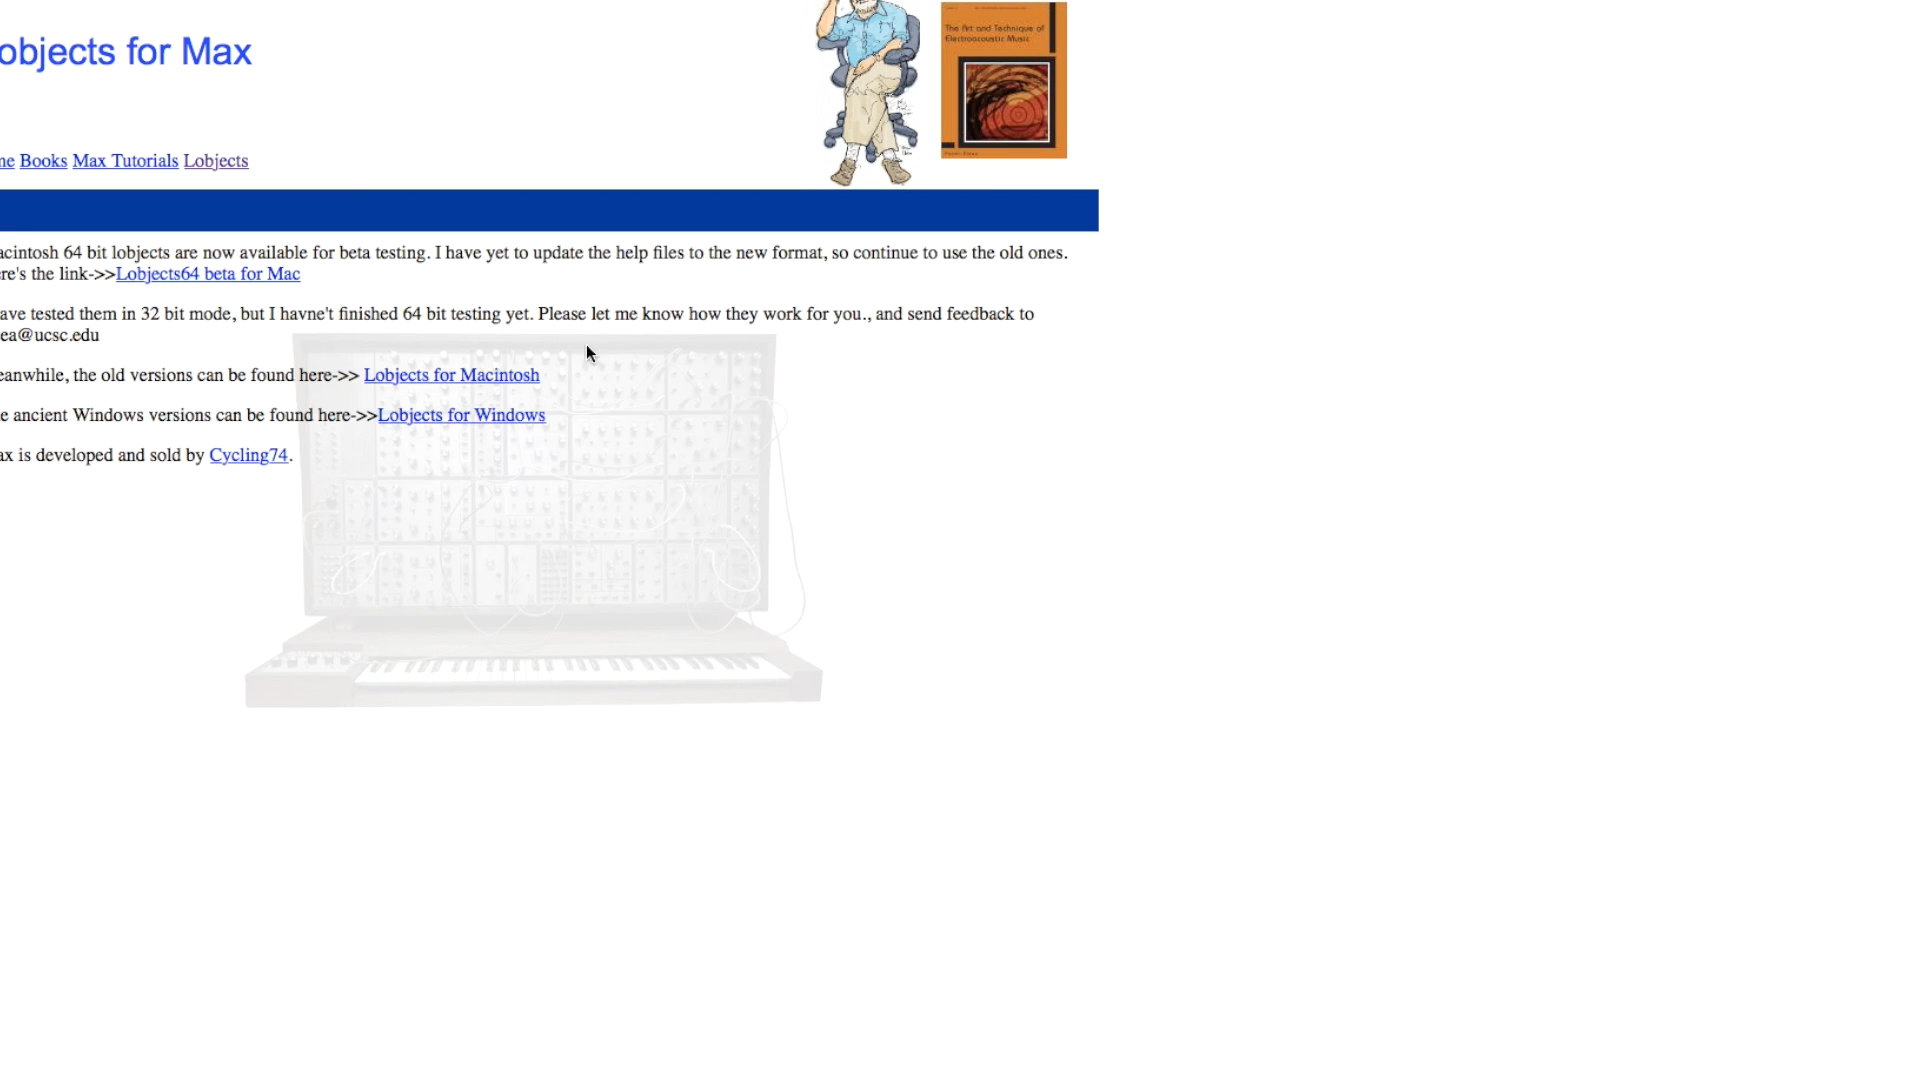 objects for Max
The Art and Technique of
Electroacoustic Music
ne Books Max Tutorials Lobjects
acintosh 64 bit lobjects are now available for beta testing. I have yet to update the help files to the new format, so continue to use the old ones.
re's the link->>Lobjects64 beta for Mac
ave tested them in 32 bit mode, but I havne't finished 64 bit testing yet. Please let me know how they work for you., and send feedback to
ea@ucsc.edu
eanwhile, the old versions can be found here->> Lobjects for Macintosh
e ancient Windows versions can be found here->>Lobjects for Windows
ax is developed and sold by Cycling74.